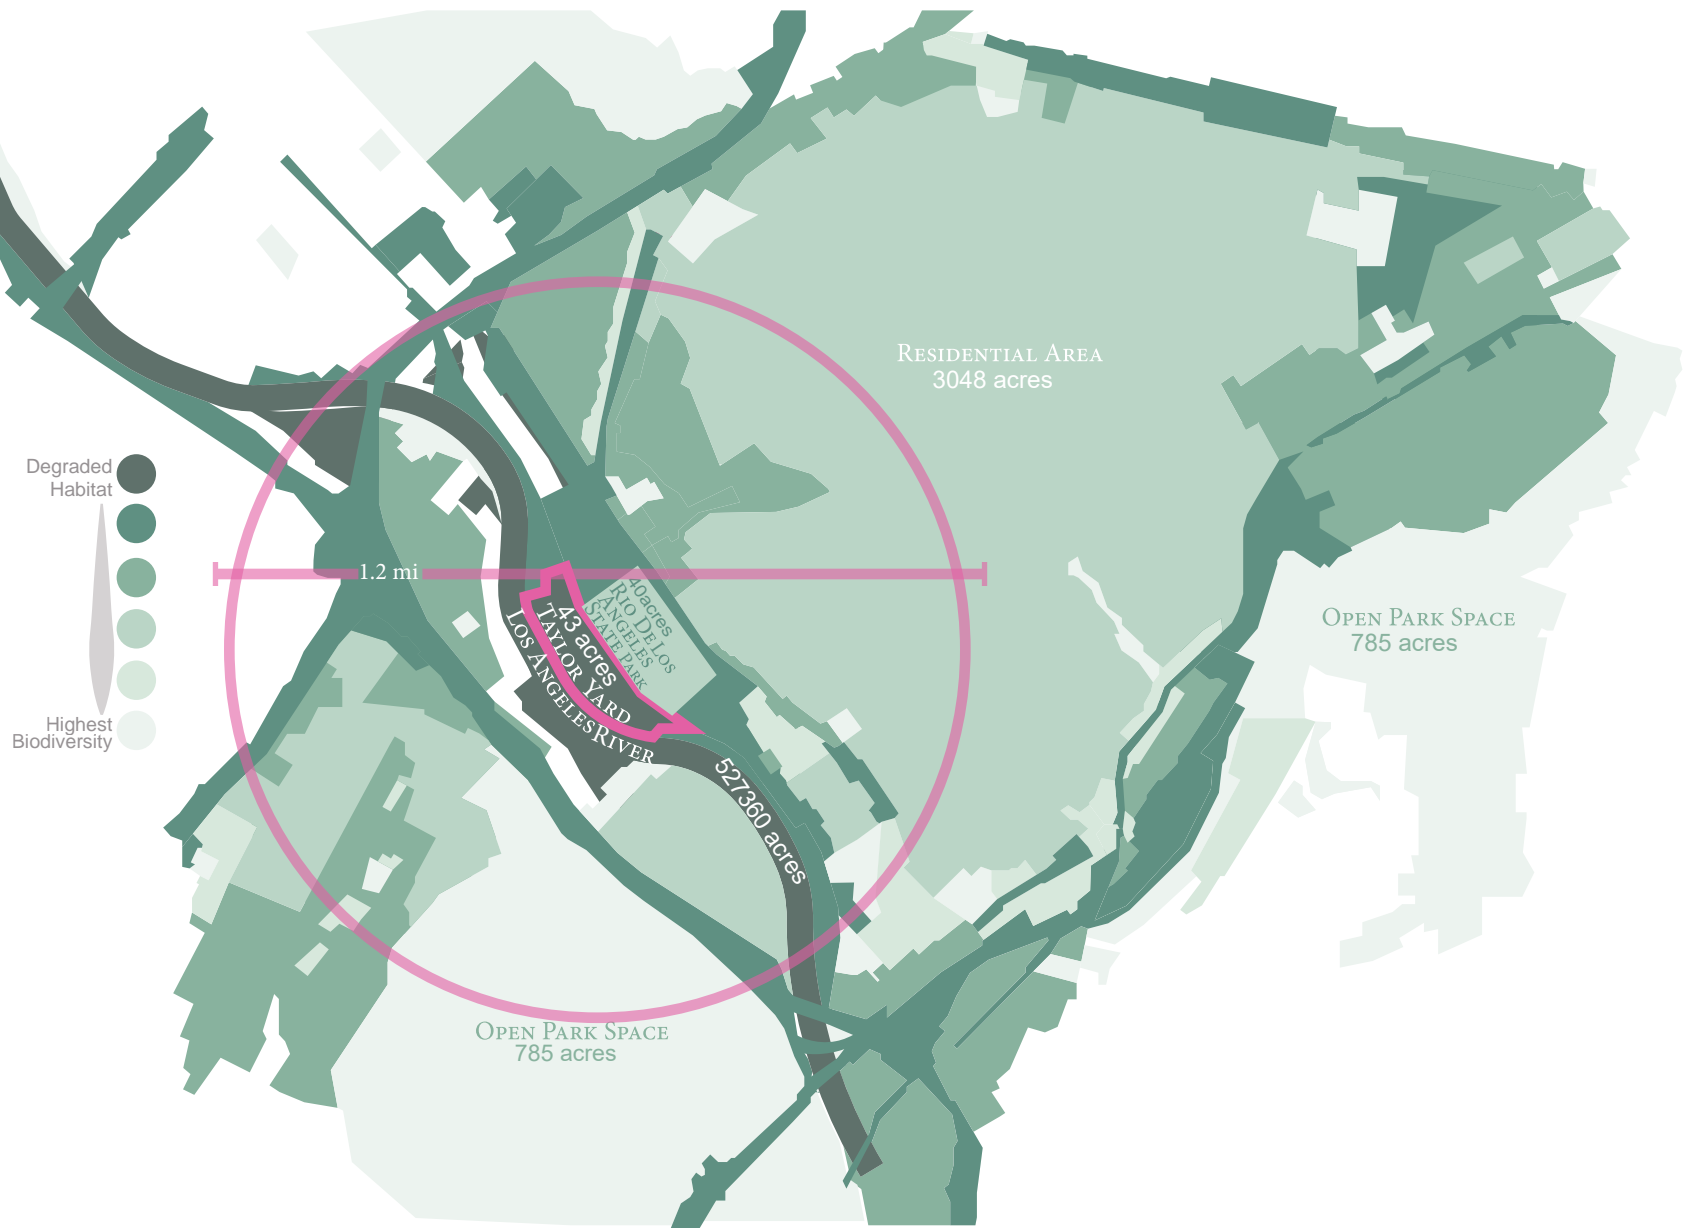 Residential Area
3048 acres
Degraded
Habitat
1.2 mi
40acres
Rio De Los
Angeles
State Park
43 acres
Taylor Yard
Los Angeles River
Open Park Space
785 acres
Highest
Biodiversity
527360 acres
Open Park Space
785 acres